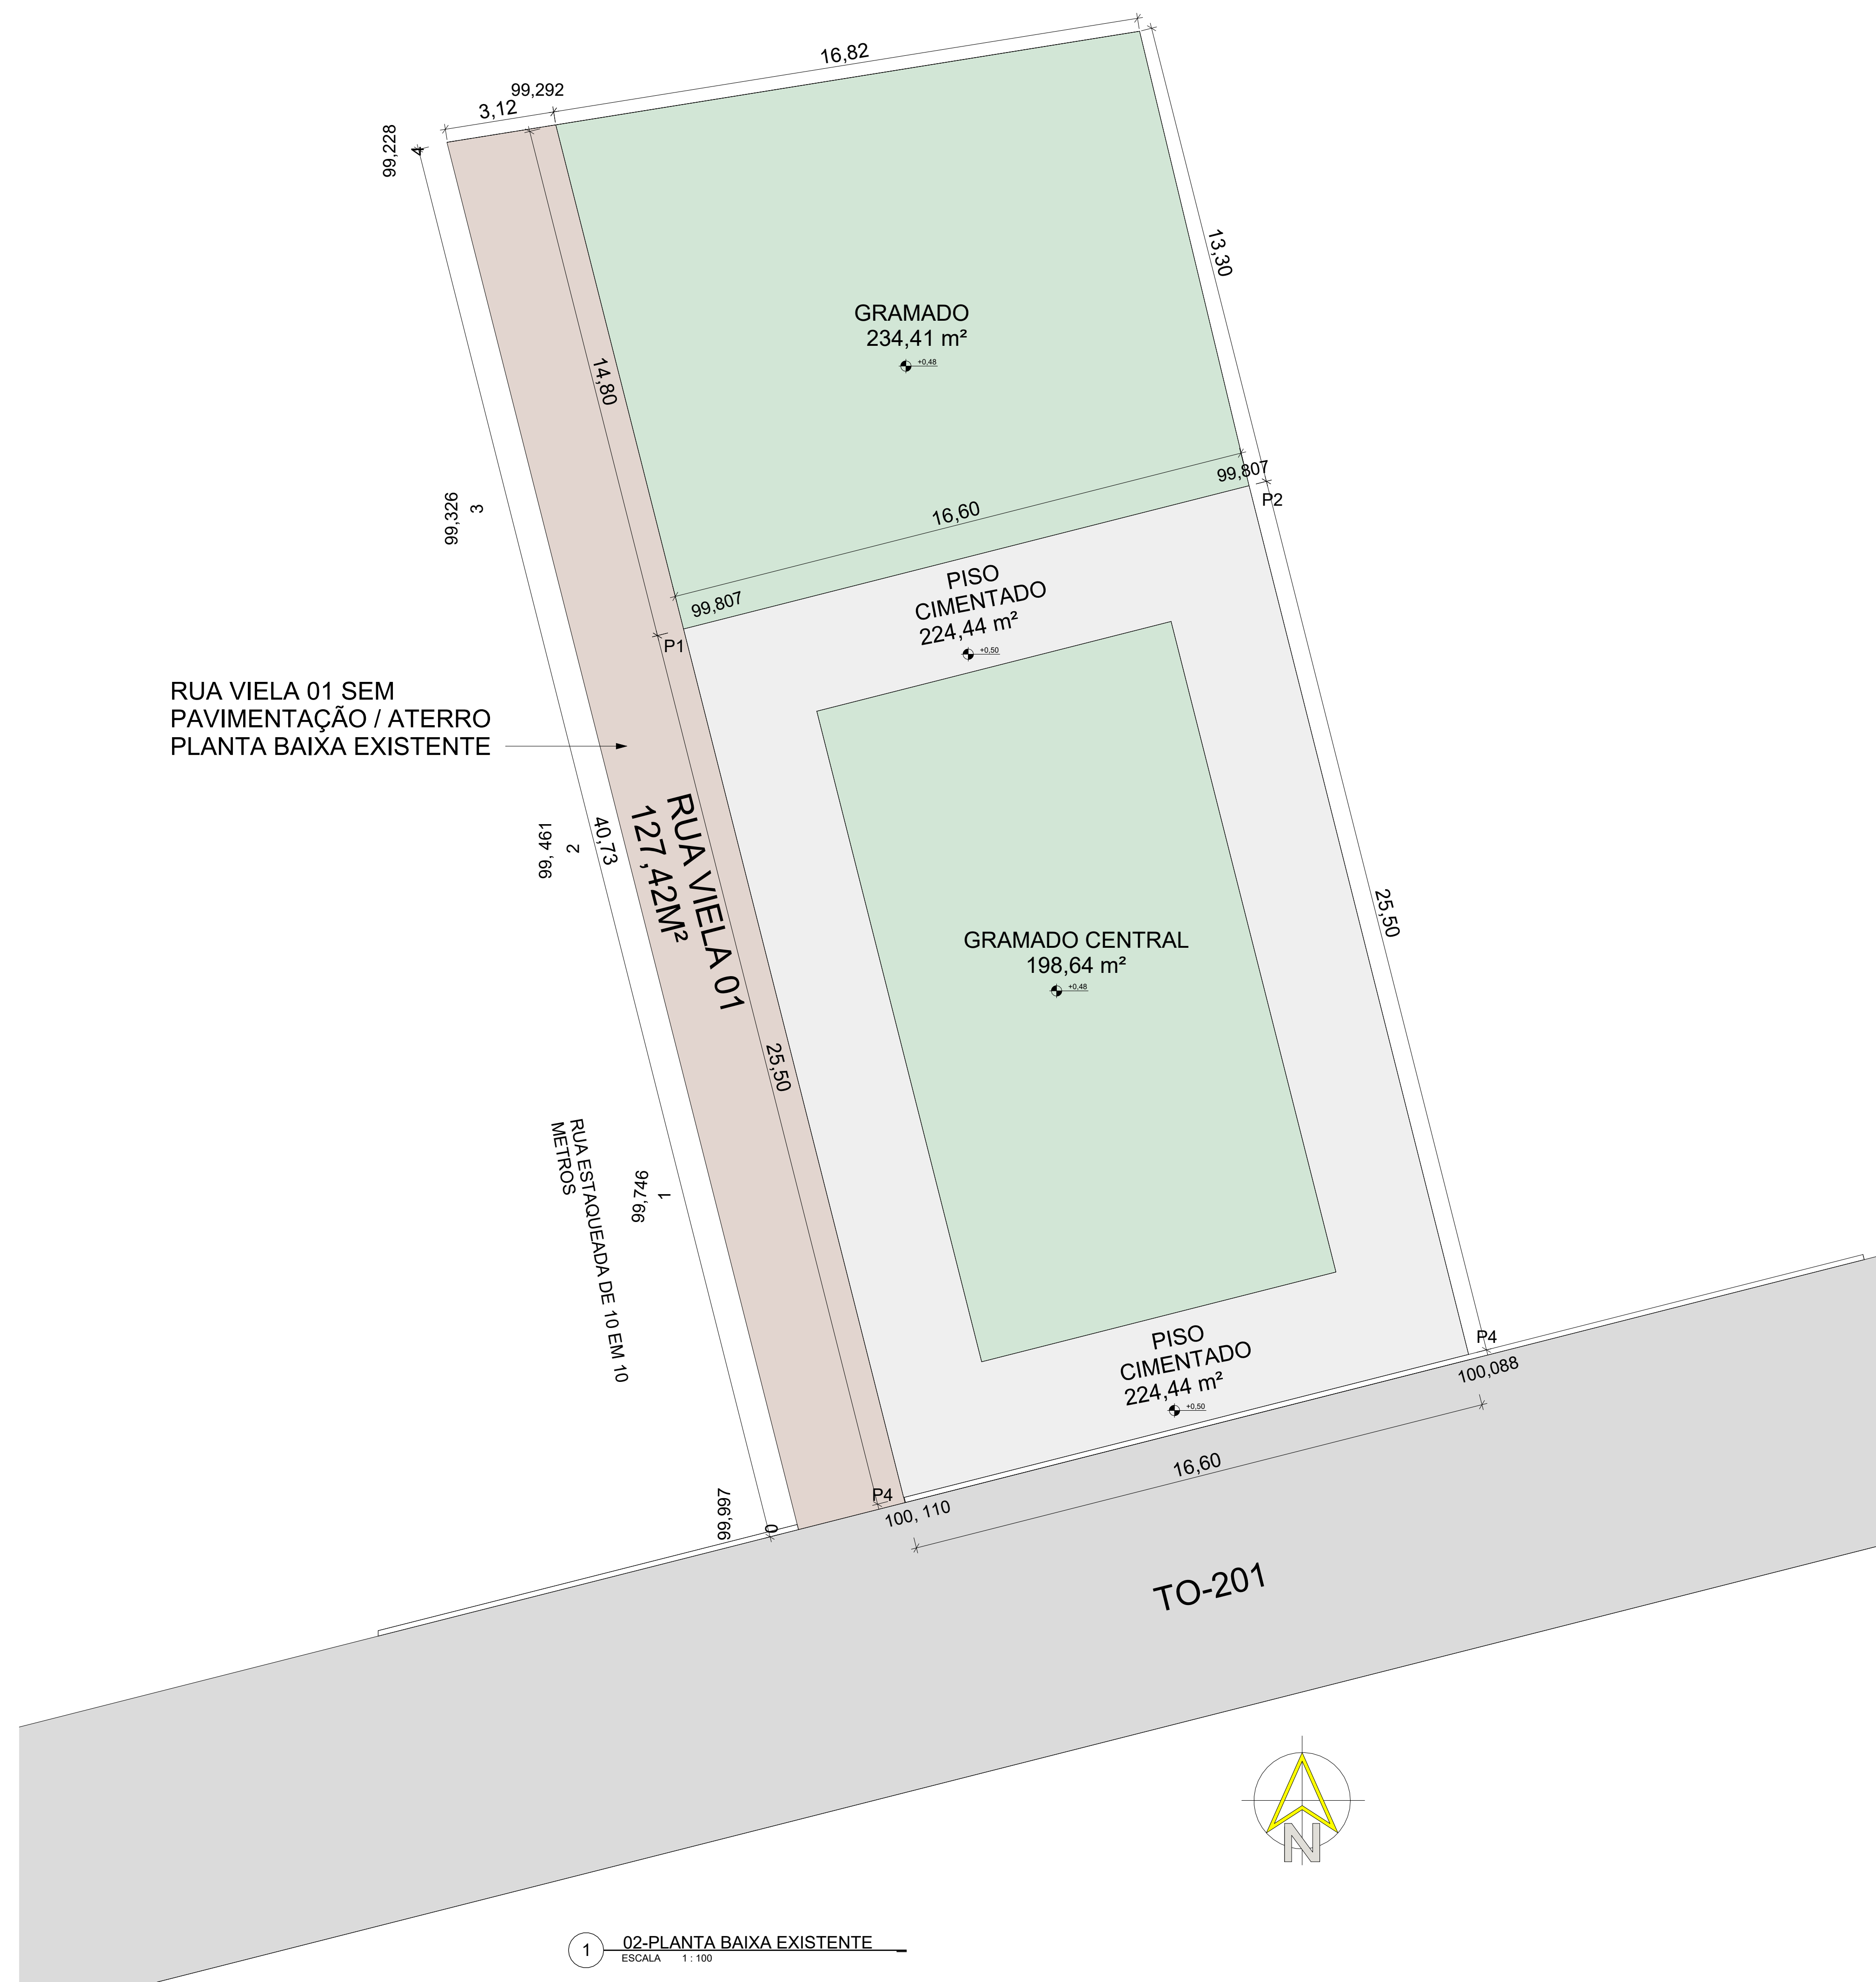 16,82
99,292
3,12
99,228
4
13,30
GRAMADO
234,41 m²
+0,48
14,80
99,807
P2
99,326
3
16,60
99,807
P1
PISO
CIMENTADO
224,44 m²
+0,50
RUA VIELA 01 SEM
PAVIMENTAÇÃO / ATERRO
PLANTA BAIXA EXISTENTE
99, 461
2
40,73
RUA VIELA 01
127,42M²
25,50
GRAMADO CENTRAL
198,64 m²
+0,48
25,50
RUA ESTAQUEADA DE 10 EM 10
METROS
99,746
1
PISO
CIMENTADO
224,44 m²
+0,50
P4
100,088
99,997
0
P4
100, 110
16,60
TO-201
N
1
02-PLANTA BAIXA EXISTENTE
ESCALA 1 : 100